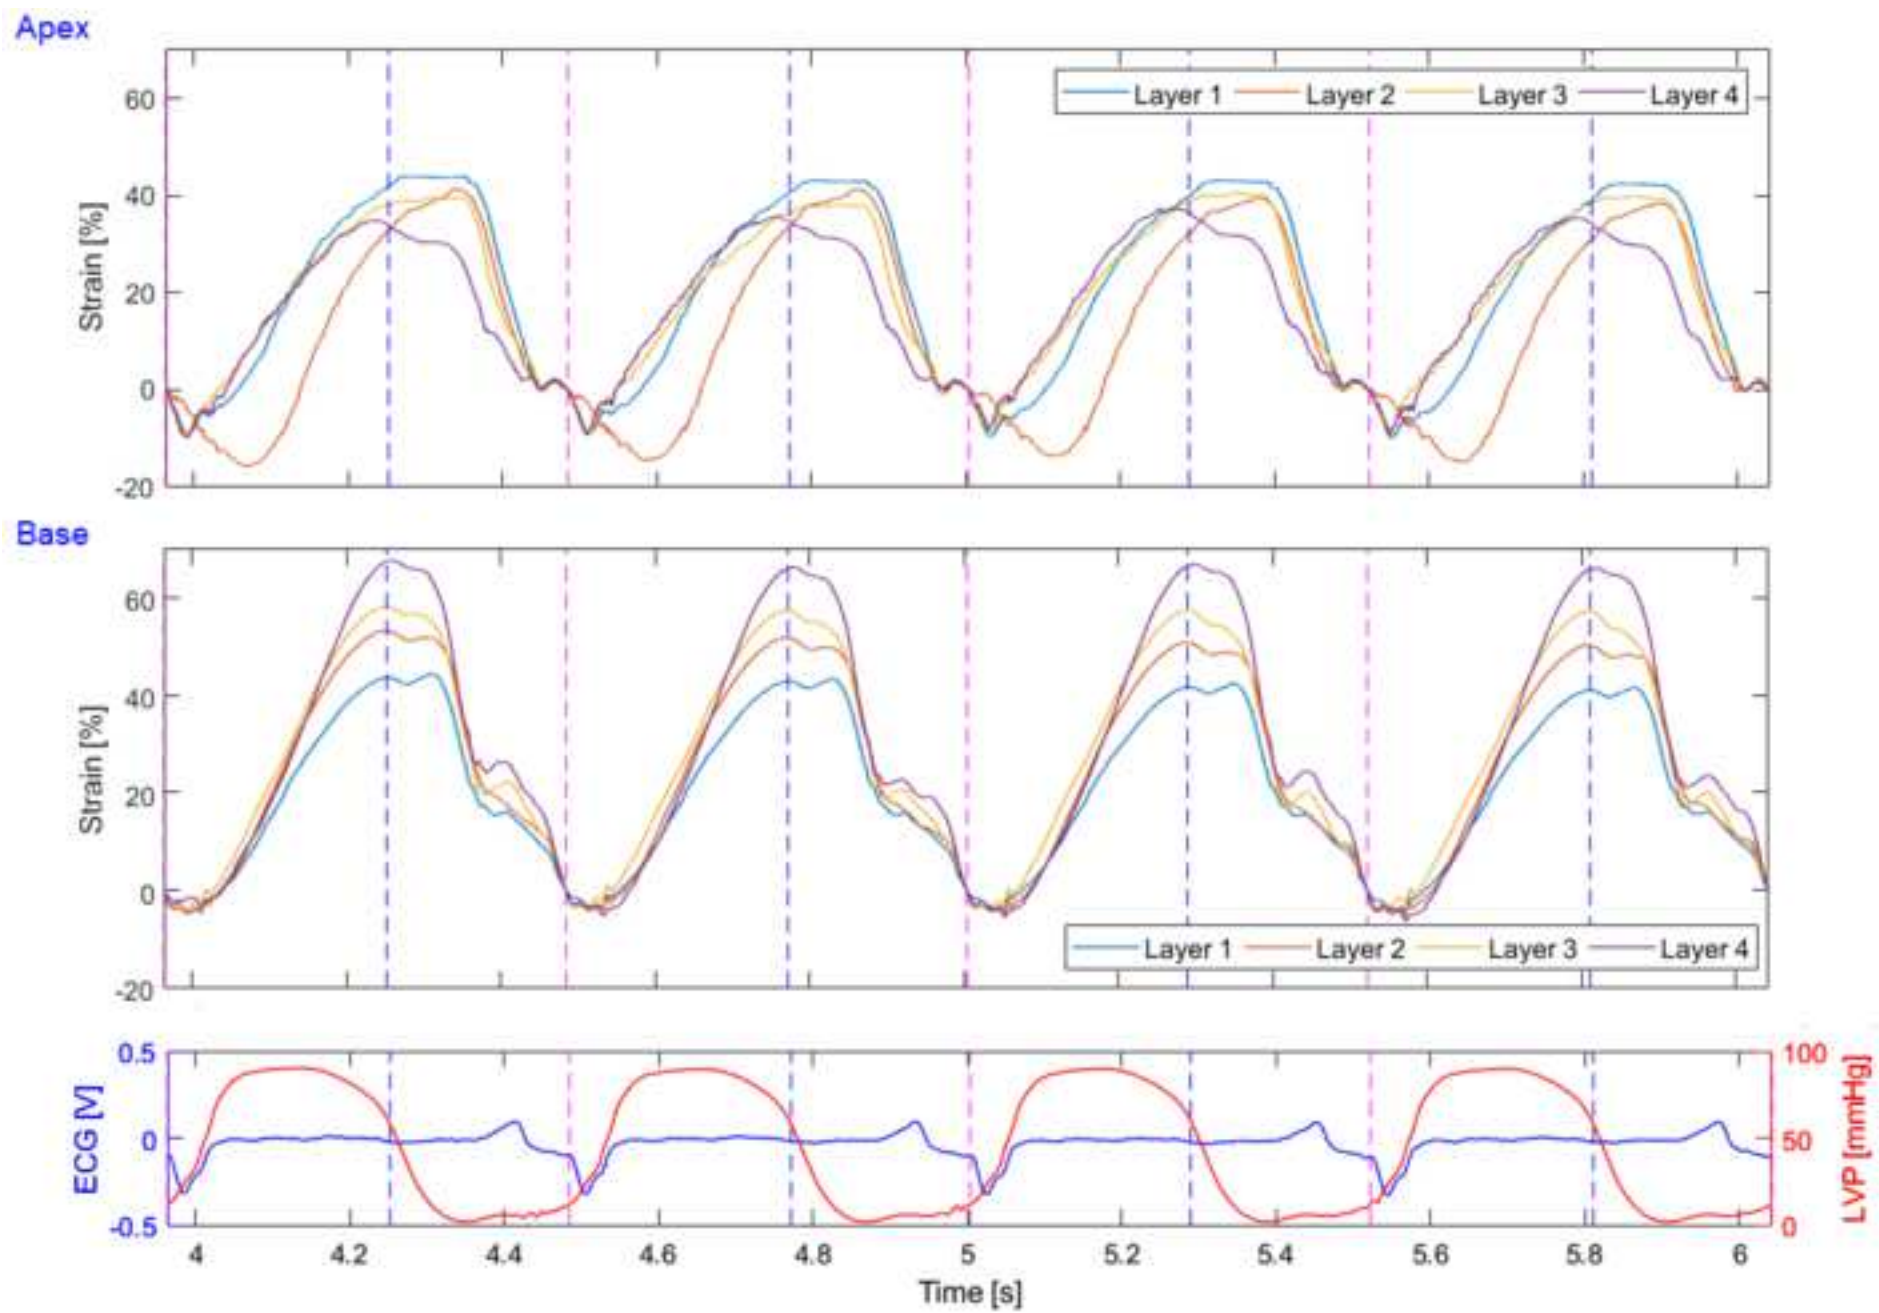 Apex
60
40
20
0
-20
Strain [%]
Layer 1 Layer 2 Layer 3 Layer 4
Base
60
40
20
0
-20
Strain [%]
Layer 1 Layer 2 Layer 3 Layer 4
0.5
0
-0.5
ECG [V]
100
50
0
LVP [mmHg]
4 4.2 4.4 4.6 4.8 5 5.2 5.4 5.6 5.8 6
Time [s]